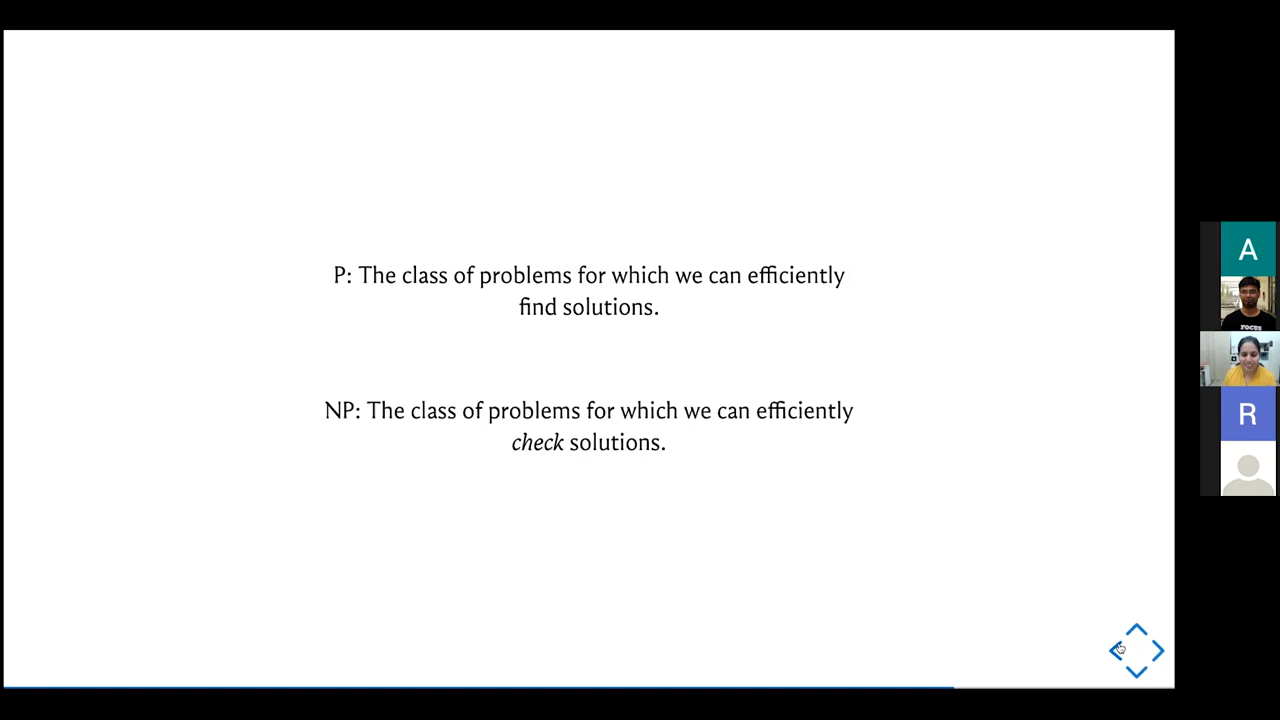 P: The class of problems for which we can efficiently
find solutions.
NP: The class of problems for which we can efficiently
check solutions.
A
FOCUS
R